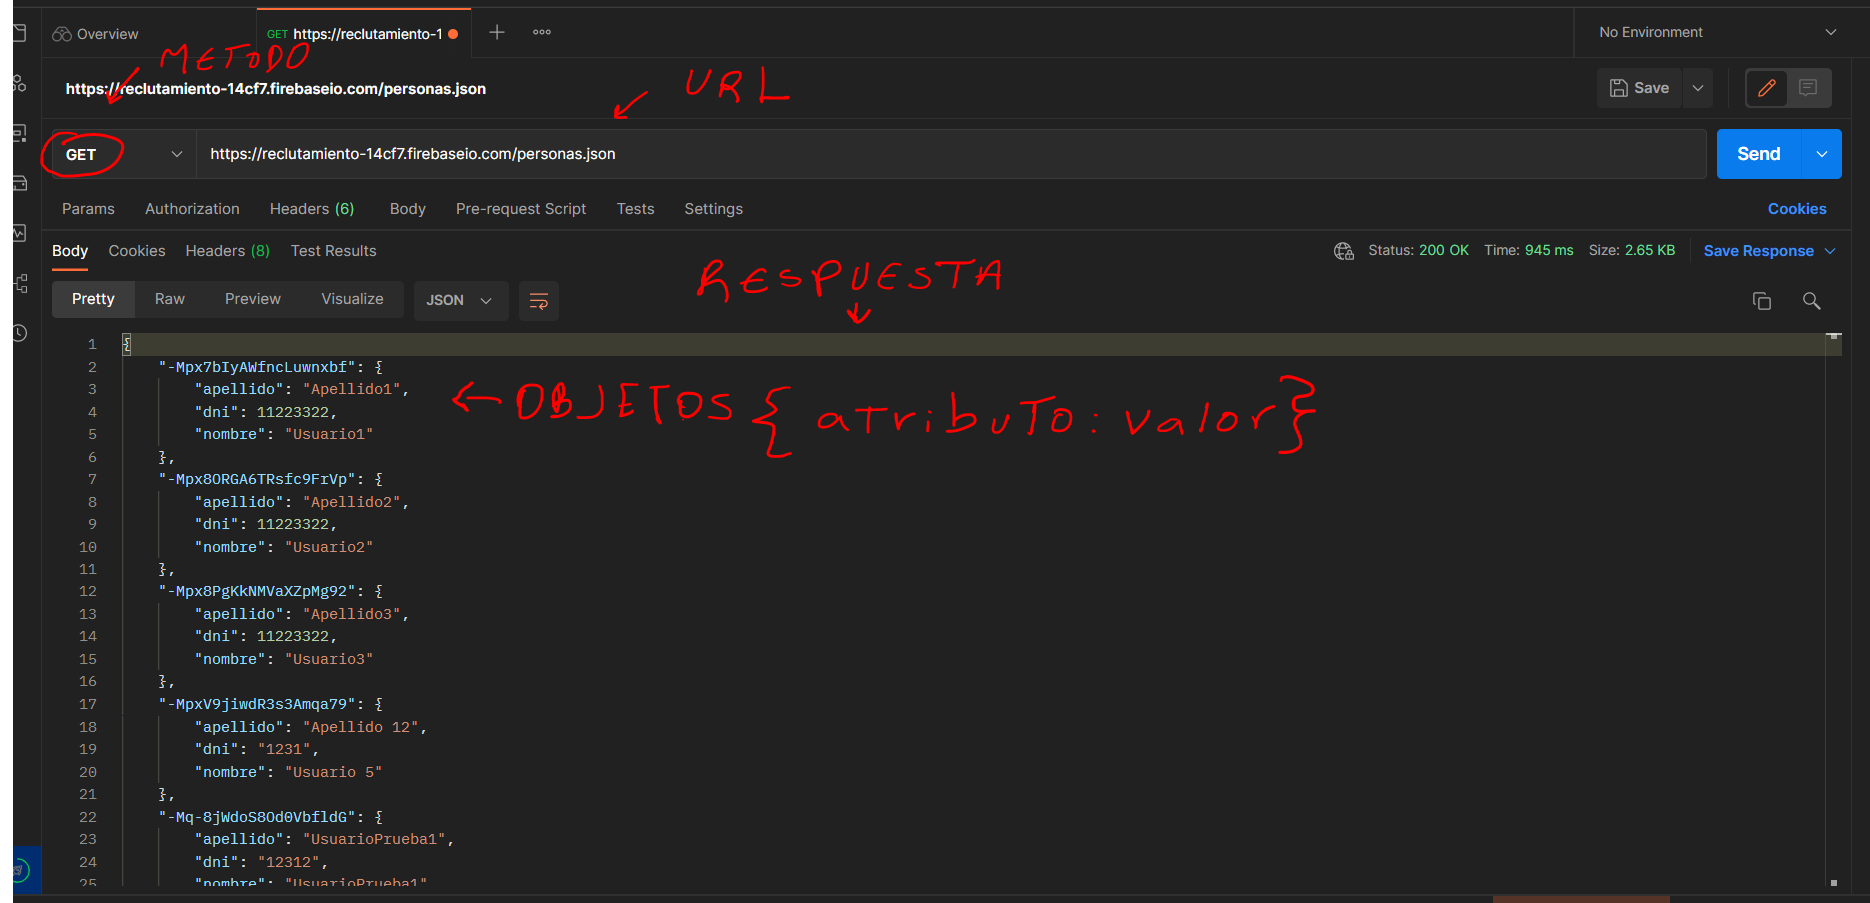 Overview
GET https://reclutamiento-1
No Environment
METODO
https://reclutamiento-14cf7.firebaseio.com/personas.json
URL
Save
GET
https://reclutamiento-14cf7.firebaseio.com/personas.json
Send
Params Authorization Headers (6) Body Pre-request Script Tests Settings
Cookies
Body Cookies Headers (8) Test Results
Status: 200 OK Time: 945 ms Size: 2.65 KB Save Response
RESPUESTA
Pretty Raw Preview Visualize JSON
1 {
2 "-Mpx7bIyAWfncLuwnxbf": {
3 "apellido": "Apellido1",
OBJETOS { atributo: valor}
4 "dni": 11223322,
5 "nombre": "Usuario1"
6 },
7 "-Mpx8ORGA6TRsfc9FrVp": {
8 "apellido": "Apellido2",
9 "dni": 11223322,
10 "nombre": "Usuario2"
11 },
12 "-Mpx8PgKkNMVaXZpMg92": {
13 "apellido": "Apellido3",
14 "dni": 11223322,
15 "nombre": "Usuario3"
16 },
17 "-MpxV9jiwdR3s3Amqa79": {
18 "apellido": "Apellido 12",
19 "dni": "1231",
20 "nombre": "Usuario 5"
21 },
22 "-Mq-8jWdoS8Od0VbfldG": {
23 "apellido": "UsuarioPrueba1",
24 "dni": "12312",
25 "nombre": "UsuarioPrueba1"